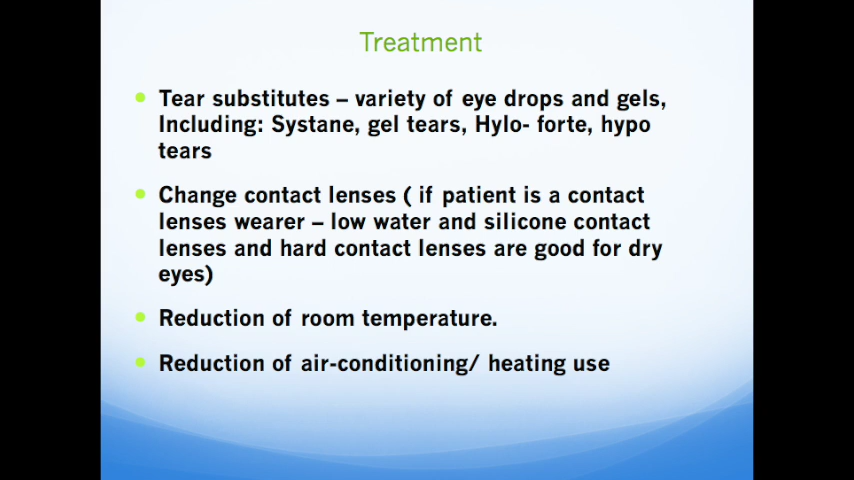 Treatment
Tear substitutes – variety of eye drops and gels,
Including: Systane, gel tears, Hylo- forte, hypo
tears
Change contact lenses ( if patient is a contact
lenses wearer – low water and silicone contact
lenses and hard contact lenses are good for dry
eyes)
Reduction of room temperature.
Reduction of air-conditioning/ heating use